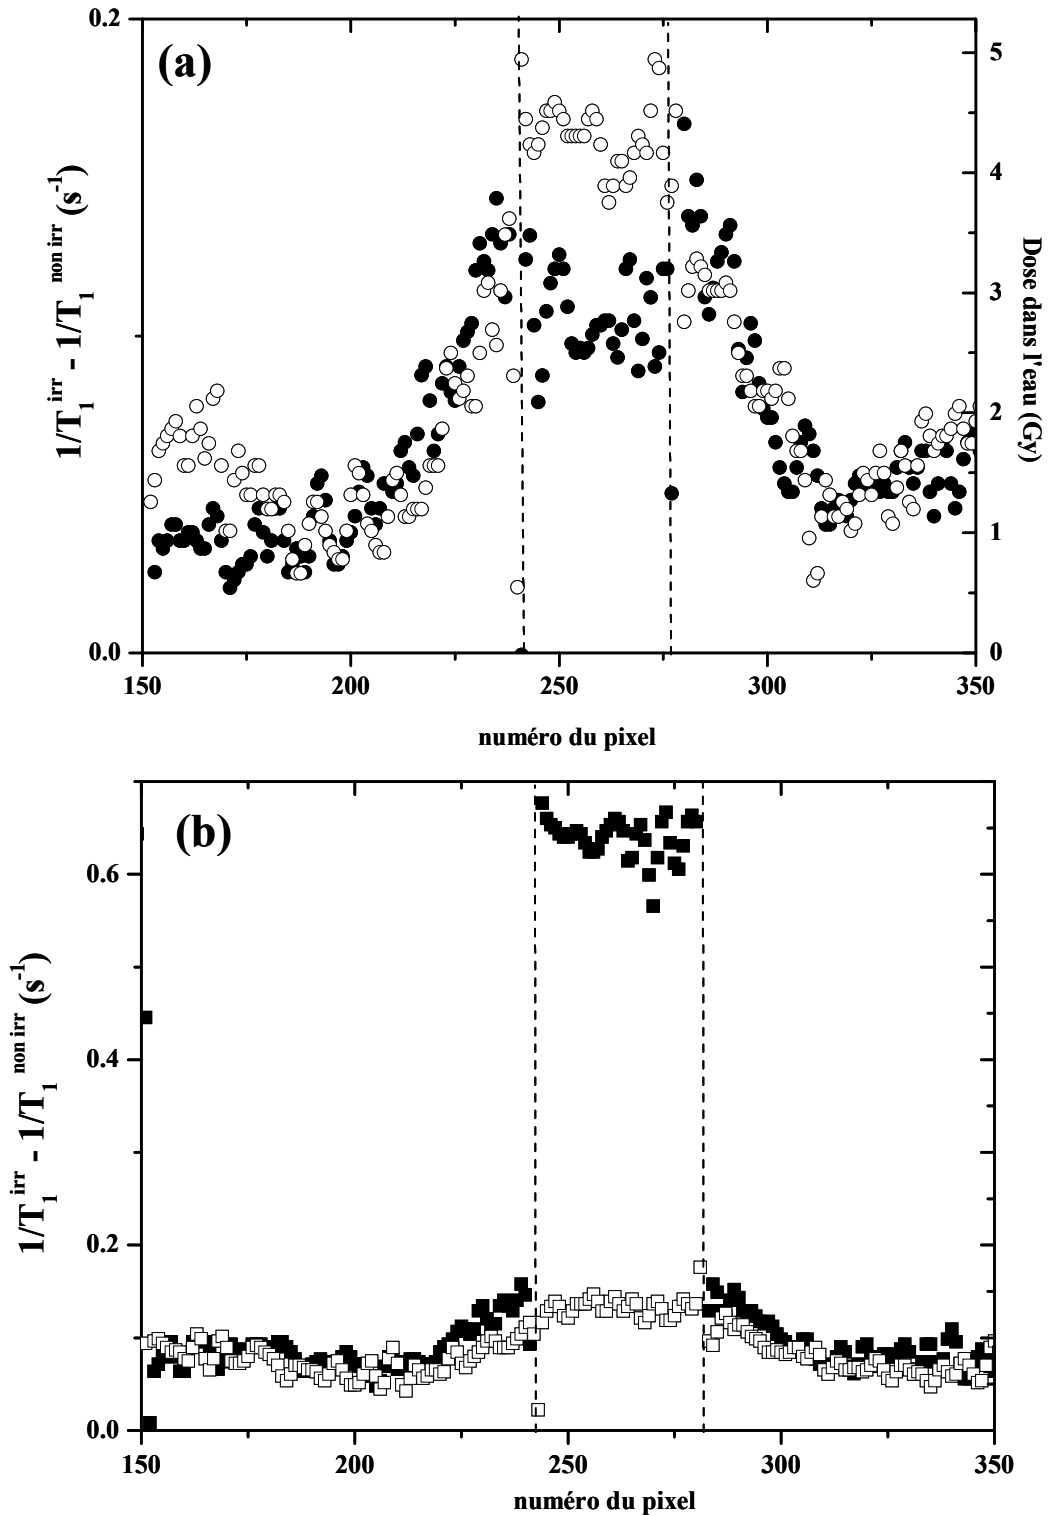 (a)
0.2
0.0
1/T₁ⁱʳʳ - 1/T₁ⁿᵒⁿ ⁱʳʳ (s⁻¹)
5
4
3
2
1
0
Dose dans l'eau (Gy)
150 200 250 300 350
numéro du pixel
(b)
0.6
0.4
0.2
0.0
1/T₁ⁱʳʳ - 1/T₁ⁿᵒⁿ ⁱʳʳ (s⁻¹)
150 200 250 300 350
numéro du pixel